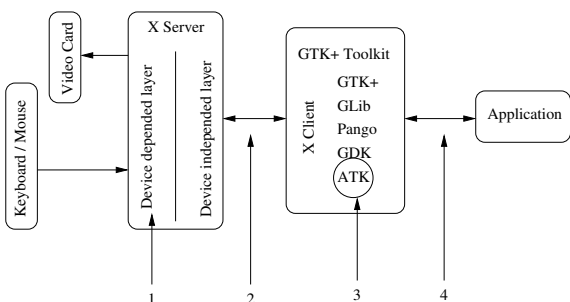 Video Card
Keyboard / Mouse
X Server
Device depended layer
Device independed layer
GTK+ Toolkit
X Client
GTK+
GLib
Pango
GDK
ATK
Application
1
2
3
4